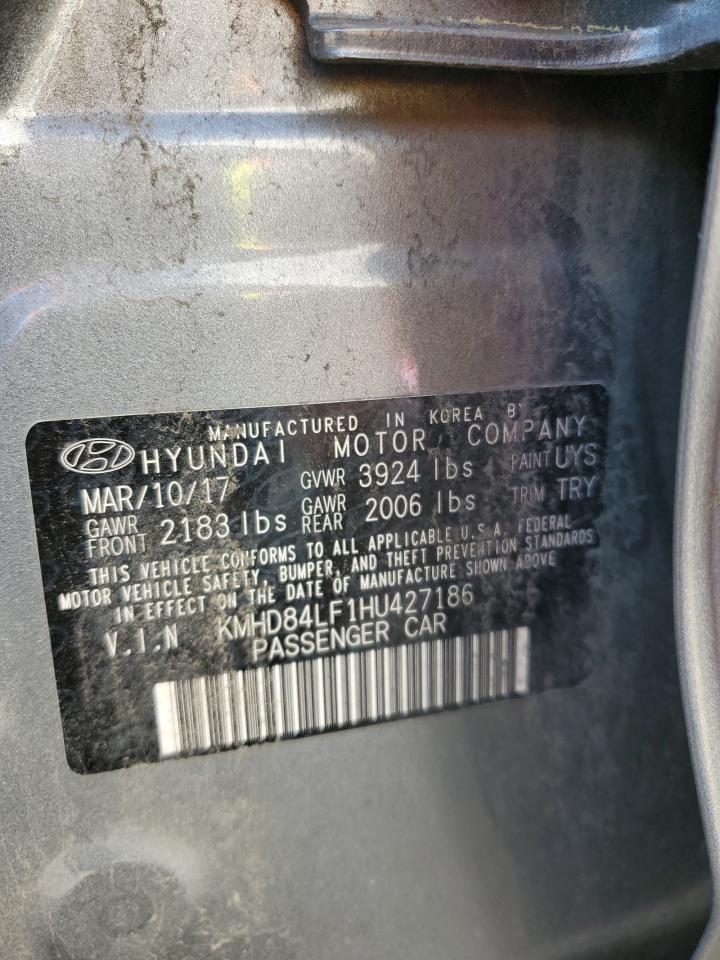 MANUFACTURED IN KOREA BY
HYUNDAI MOTOR COMPANY
MAR/10/17 GVWR 3924 lbs PAINT UYS
GAWR FRONT 2183 lbs GAWR REAR 2006 lbs TRIM TRY
THIS VEHICLE CONFORMS TO ALL APPLICABLE U.S.A. FEDERAL
MOTOR VEHICLE SAFETY, BUMPER, AND THEFT PREVENTION STANDARDS
IN EFFECT ON THE DATE OF MANUFACTURE SHOWN ABOVE
V.I.N KMHD84LF1HU427186
PASSENGER CAR